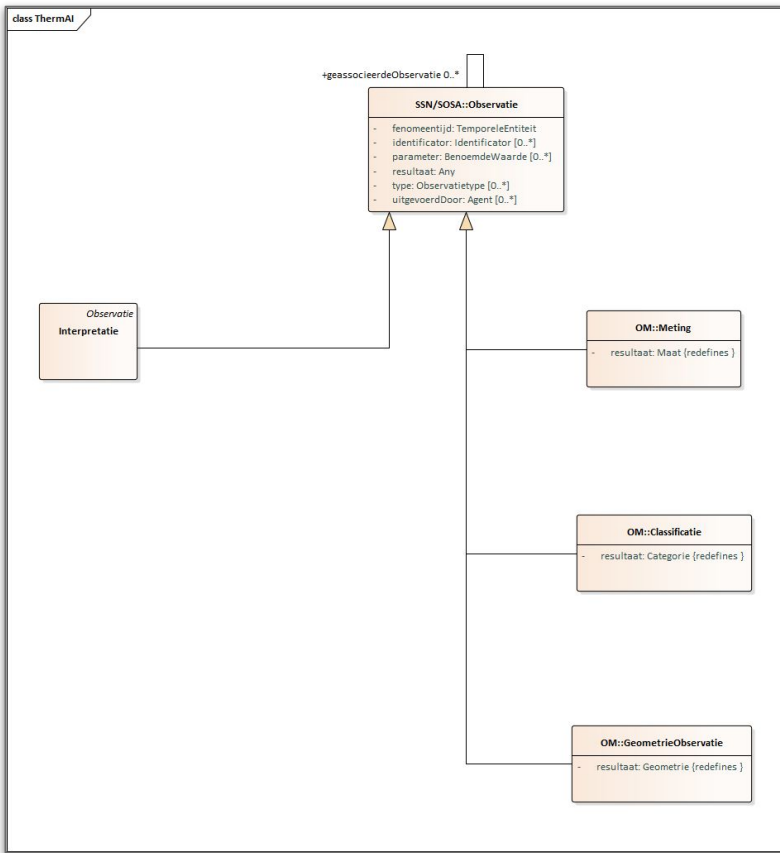 class ThermAI
+geassocieerdeObservatie 0..*
SSN/SOSA::Observatie
- fenomeentijd: TemporeleEntiteit
- identificator: Identificator [0..*]
- parameter: BenoemdeWaarde [0..*]
- resultaat: Any
- type: Observatietype [0..*]
- uitgevoerdDoor: Agent [0..*]
Observatie
Interpretatie
OM::Meting
- resultaat: Maat {redefines }
OM::Classificatie
- resultaat: Categorie {redefines }
OM::GeometrieObservatie
- resultaat: Geometrie {redefines }